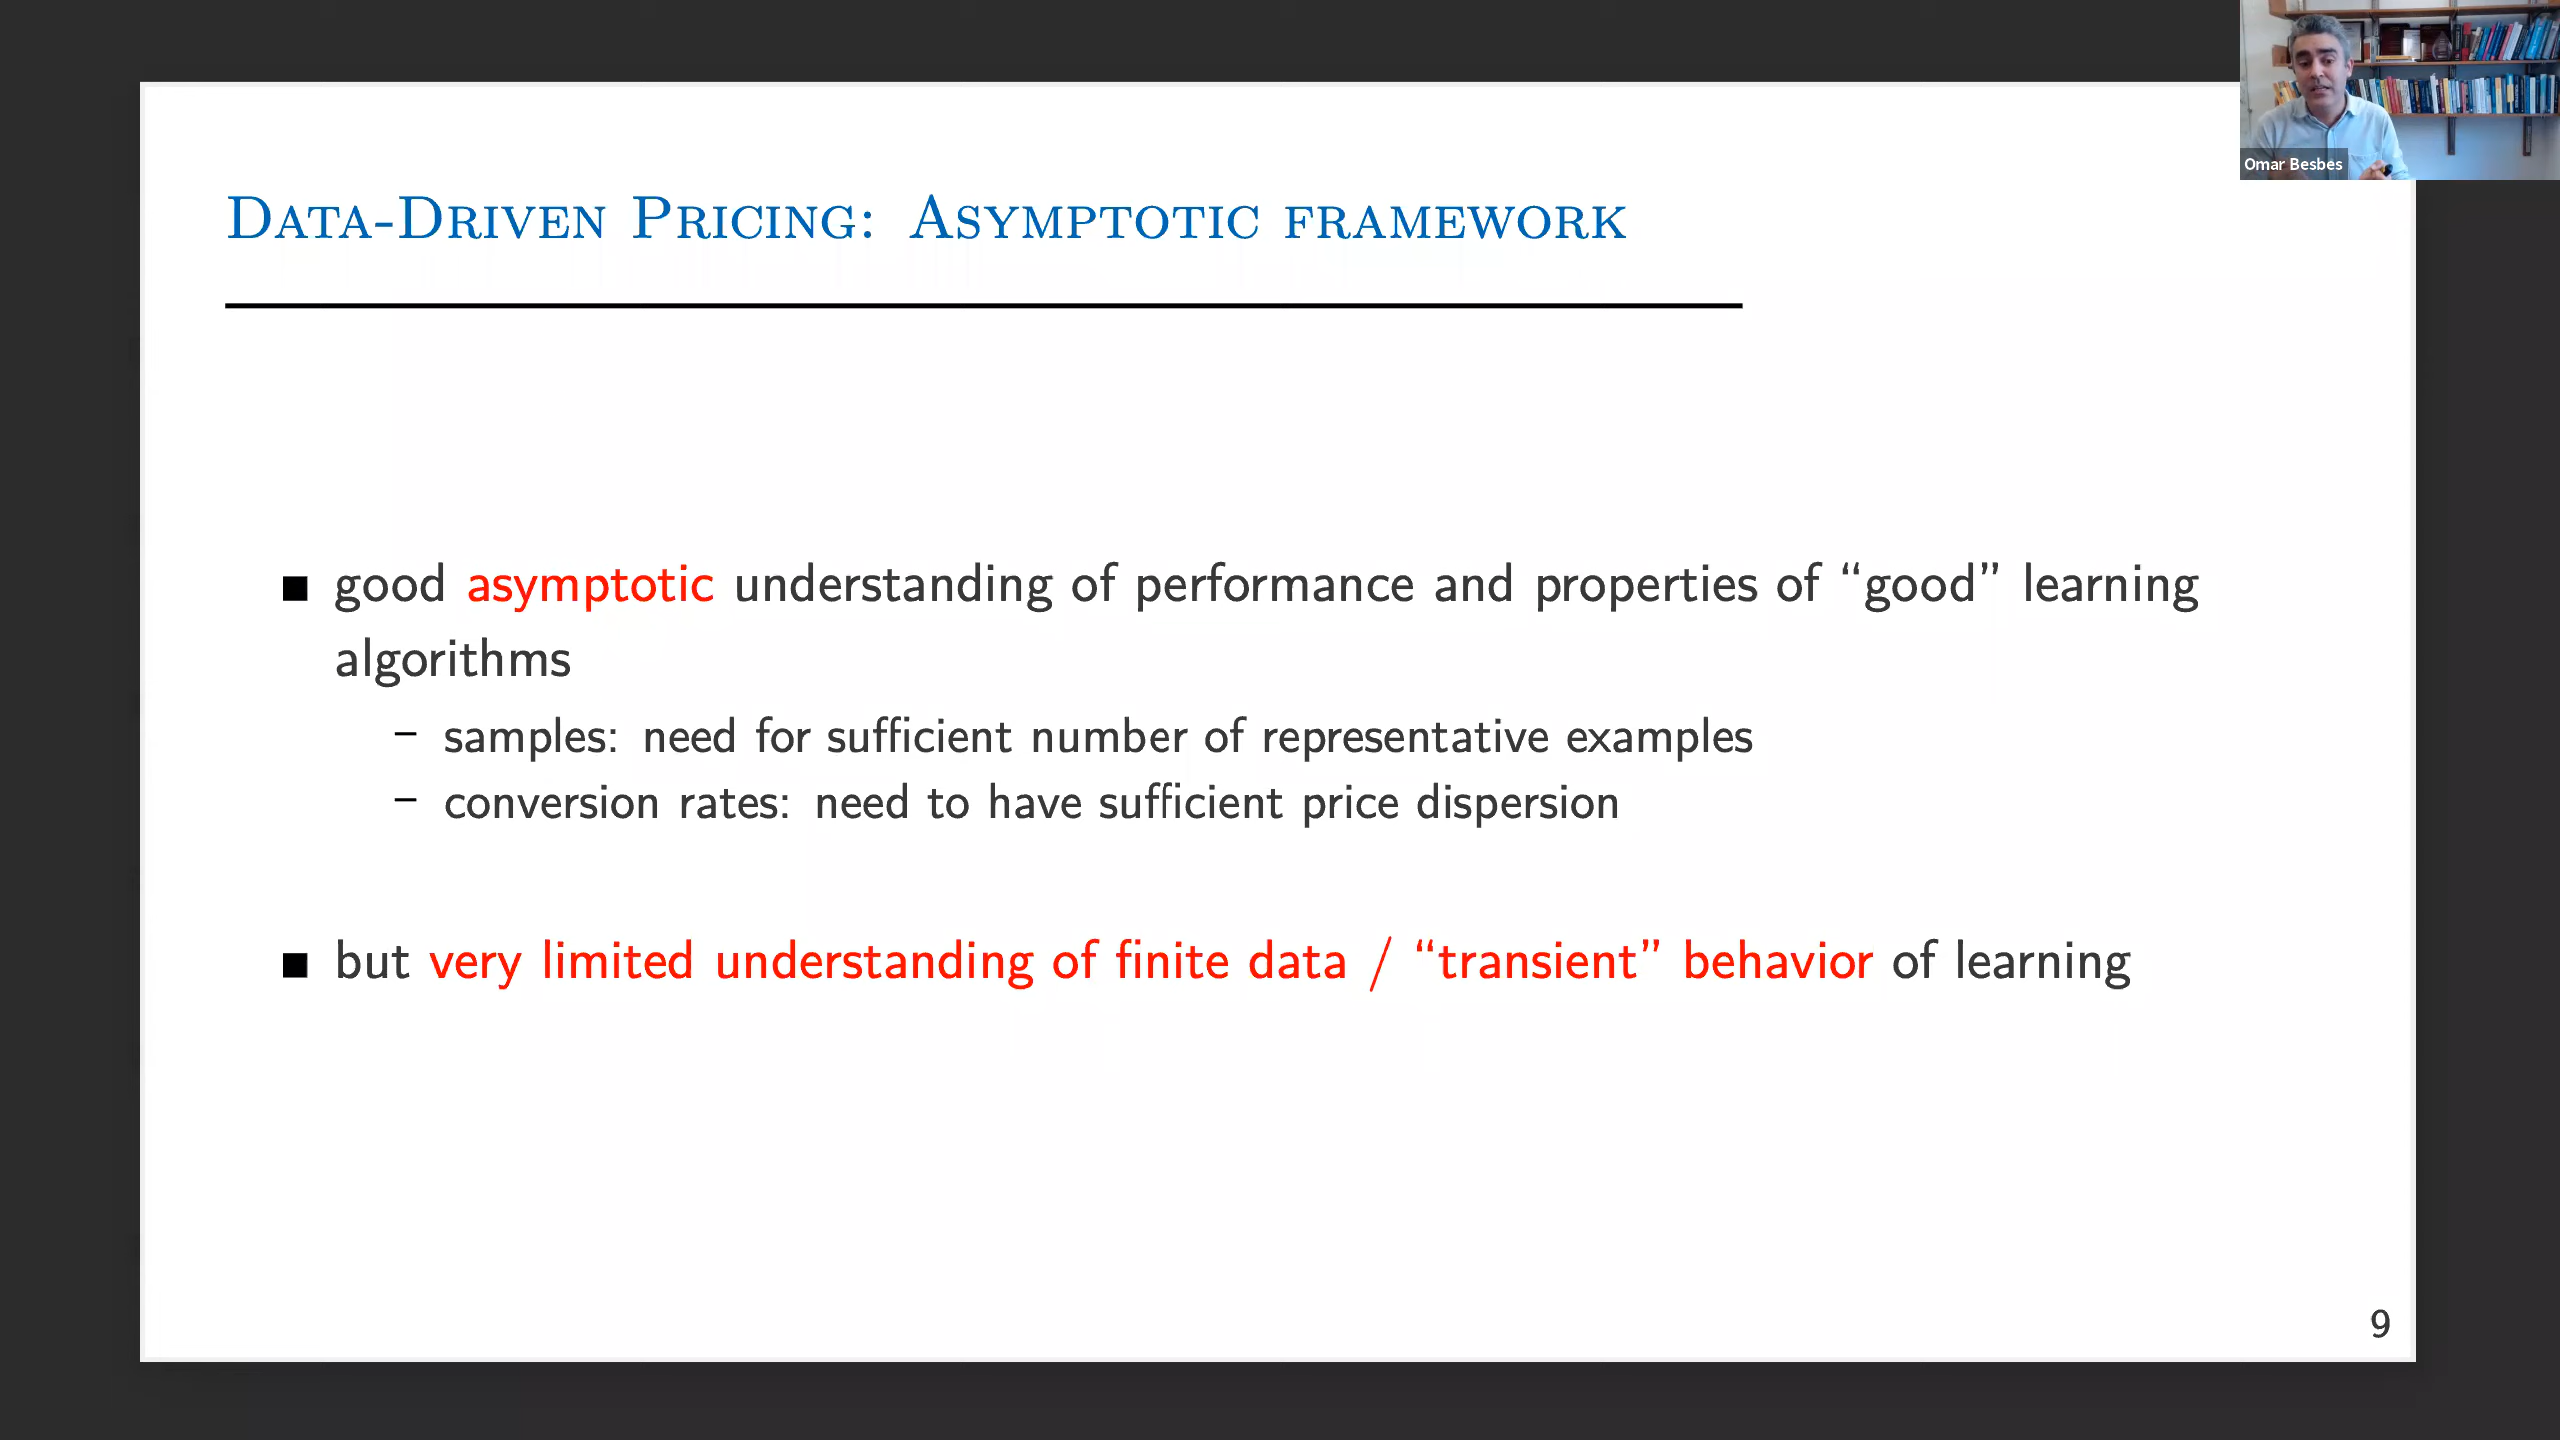 Omar Besbes
DATA-DRIVEN PRICING: ASYMPTOTIC FRAMEWORK
■ good asymptotic understanding of performance and properties of “good” learning
algorithms
– samples: need for sufficient number of representative examples
– conversion rates: need to have sufficient price dispersion
■ but very limited understanding of finite data / “transient” behavior of learning
9